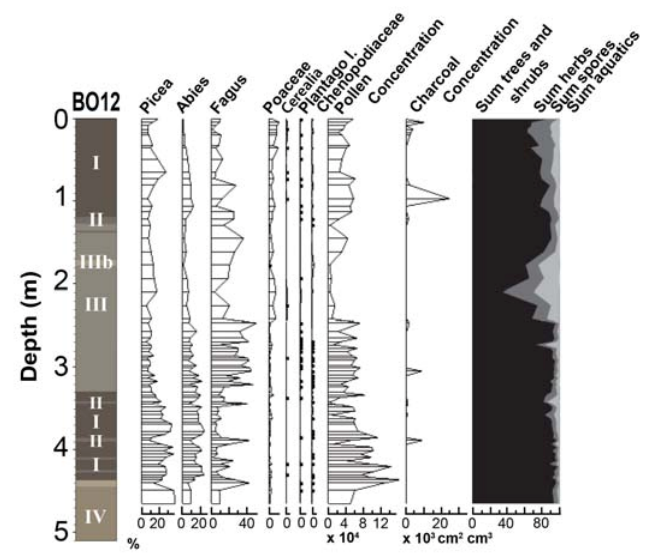 BO12
Picea
Abies
Fagus
Poaceae
Cerealia
Plantago l.
Chenopodiaceae
Pollen
Concentration
Charcoal
Concentration
Sum trees and
shrubs
Sum herbs
Sum spores
Sum aquatics
Depth (m)
0
1
2
3
4
5
I
II
IIIb
III
II
I
II
I
IV
0 20 0 20 0 40 0 0 0 0 0 4 8 12 0 20 0 40 80
% x 10⁴ x 10³ cm² cm³